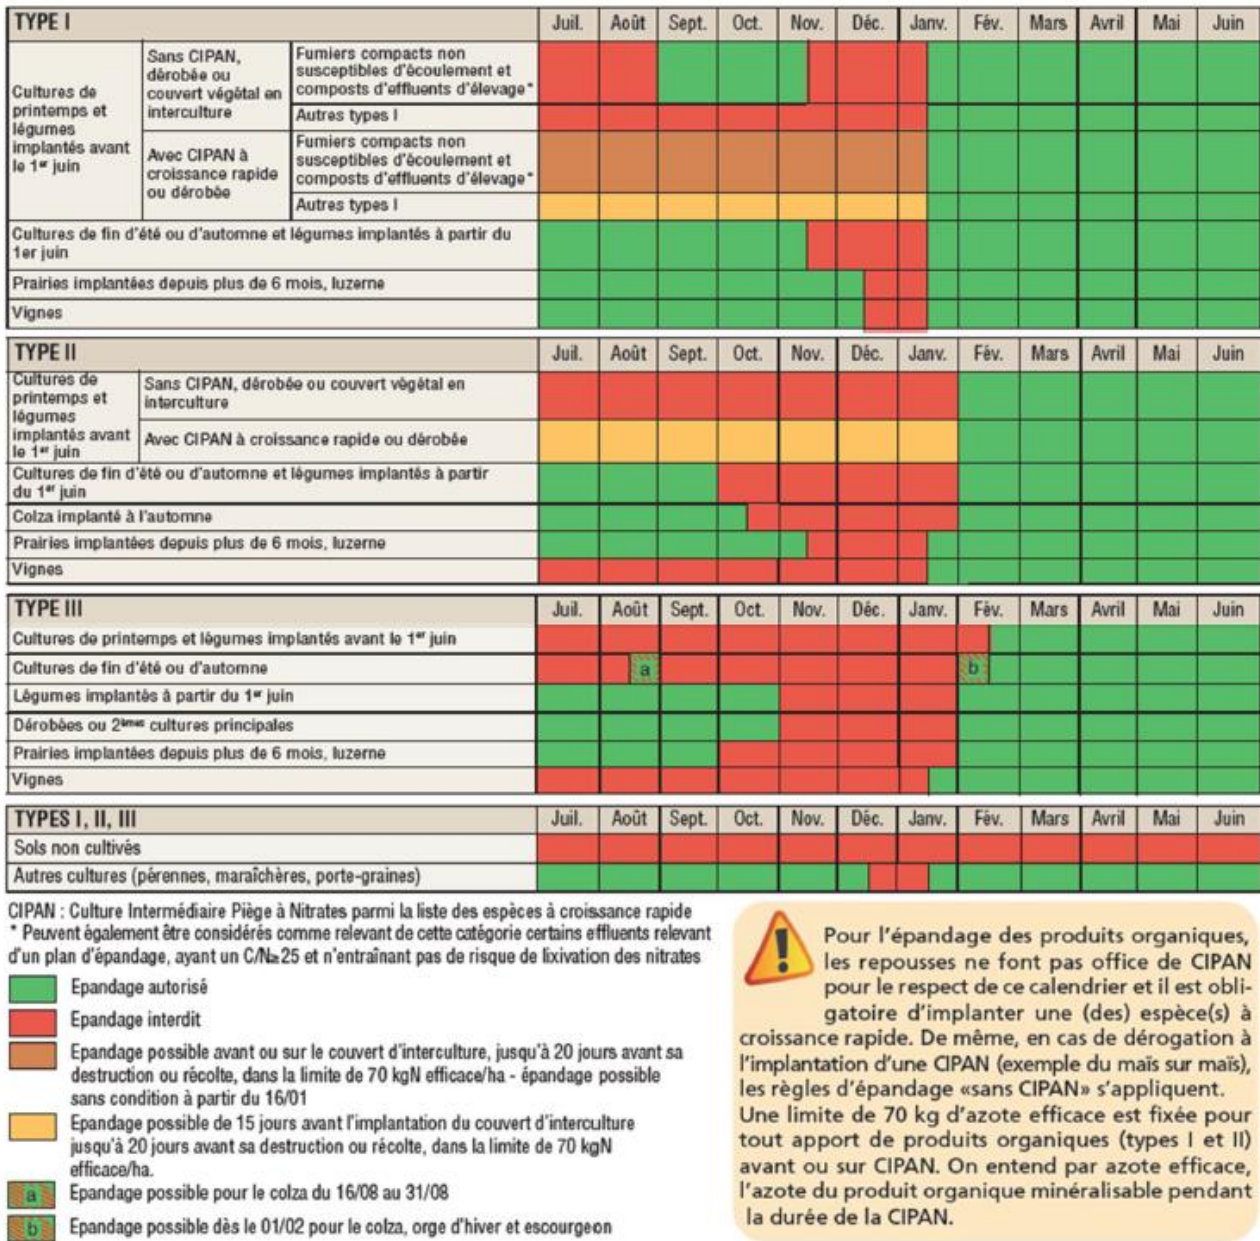 TYPE I Juil. Août Sept. Oct. Nov. Déc. Janv. Fév. Mars Avril Mai Juin
Cultures de
printemps et
légumes
implantés avant
le 1er juin
Sans CIPAN,
dérobée ou
couvert végétal en
interculture
Fumiers compacts non
susceptibles d'écoulement et
composts d'effluents d'élevage*
Autres types I
Avec CIPAN à
croissance rapide
ou dérobée
Fumiers compacts non
susceptibles d'écoulement et
composts d'effluents d'élevage*
Autres types I
Cultures de fin d'été ou d'automne et légumes implantés à partir du
1er juin
Prairies implantées depuis plus de 6 mois, luzerne
Vignes
TYPE II Juil. Août Sept. Oct. Nov. Déc. Janv. Fév. Mars Avril Mai Juin
Cultures de
printemps et
légumes
implantés avant
le 1er juin
Sans CIPAN, dérobée ou couvert végétal en
interculture
Avec CIPAN à croissance rapide ou dérobée
Cultures de fin d'été ou d'automne et légumes implantés à partir
du 1er juin
Colza implanté à l'automne
Prairies implantées depuis plus de 6 mois, luzerne
Vignes
TYPE III Juil. Août Sept. Oct. Nov. Déc. Janv. Fév. Mars Avril Mai Juin
Cultures de printemps et légumes implantés avant le 1er juin
Cultures de fin d'été ou d'automne a b
Légumes implantés à partir du 1er juin
Dérobées ou 2èmes cultures principales
Prairies implantées depuis plus de 6 mois, luzerne
Vignes
TYPES I, II, III Juil. Août Sept. Oct. Nov. Déc. Janv. Fév. Mars Avril Mai Juin
Sols non cultivés
Autres cultures (pérennes, maraîchères, porte-graines)
CIPAN : Culture Intermédiaire Piège à Nitrates parmi la liste des espèces à croissance rapide
* Peuvent également être considérés comme relevant de cette catégorie certains effluents relevant
d'un plan d'épandage, ayant un C/N≥25 et n'entraînant pas de risque de lixivation des nitrates
Epandage autorisé
Epandage interdit
Epandage possible avant ou sur le couvert d'interculture, jusqu'à 20 jours avant sa
destruction ou récolte, dans la limite de 70 kgN efficace/ha - épandage possible
sans condition à partir du 16/01
Epandage possible de 15 jours avant l'implantation du couvert d'interculture
jusqu'à 20 jours avant sa destruction ou récolte, dans la limite de 70 kgN
efficace/ha.
a Epandage possible pour le colza du 16/08 au 31/08
b Epandage possible dès le 01/02 pour le colza, orge d'hiver et escourgeon
Pour l'épandage des produits organiques,
les repousses ne font pas office de CIPAN
pour le respect de ce calendrier et il est obli-
gatoire d'implanter une (des) espèce(s) à
croissance rapide. De même, en cas de dérogation à
l'implantation d'une CIPAN (exemple du maïs sur maïs),
les règles d'épandage «sans CIPAN» s'appliquent.
Une limite de 70 kg d'azote efficace est fixée pour
tout apport de produits organiques (types I et II)
avant ou sur CIPAN. On entend par azote efficace,
l'azote du produit organique minéralisable pendant
la durée de la CIPAN.